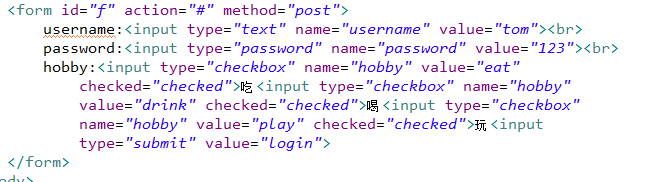 <form id="f" action="#" method="post">
username:<input type="text" name="username" value="tom"><br>
password:<input type="password" name="password" value="123"><br>
hobby:<input type="checkbox" name="hobby" value="eat"
checked="checked">吃<input type="checkbox" name="hobby"
value="drink" checked="checked">喝<input type="checkbox"
name="hobby" value="play" checked="checked">玩<input
type="submit" value="login">
</form>